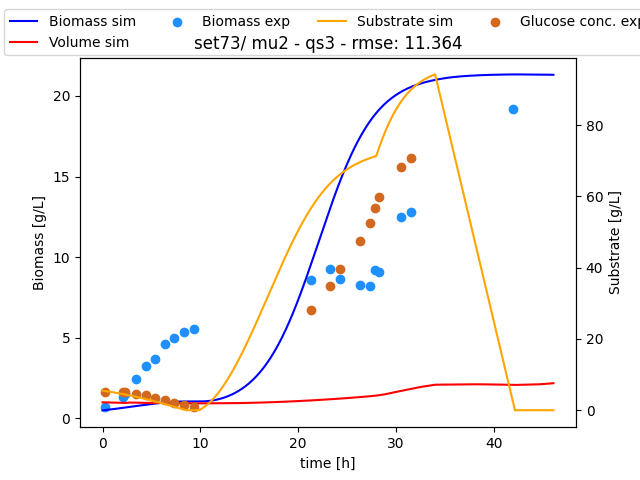 Biomass sim Biomass exp Substrate sim Glucose conc. exp
Volume sim
set73/ mu2 - qs3 - rmse: 11.364
Biomass [g/L]
20
15
10
5
0
0 10 20 30 40
time [h]
80
60
40
20
0
Substrate [g/L]